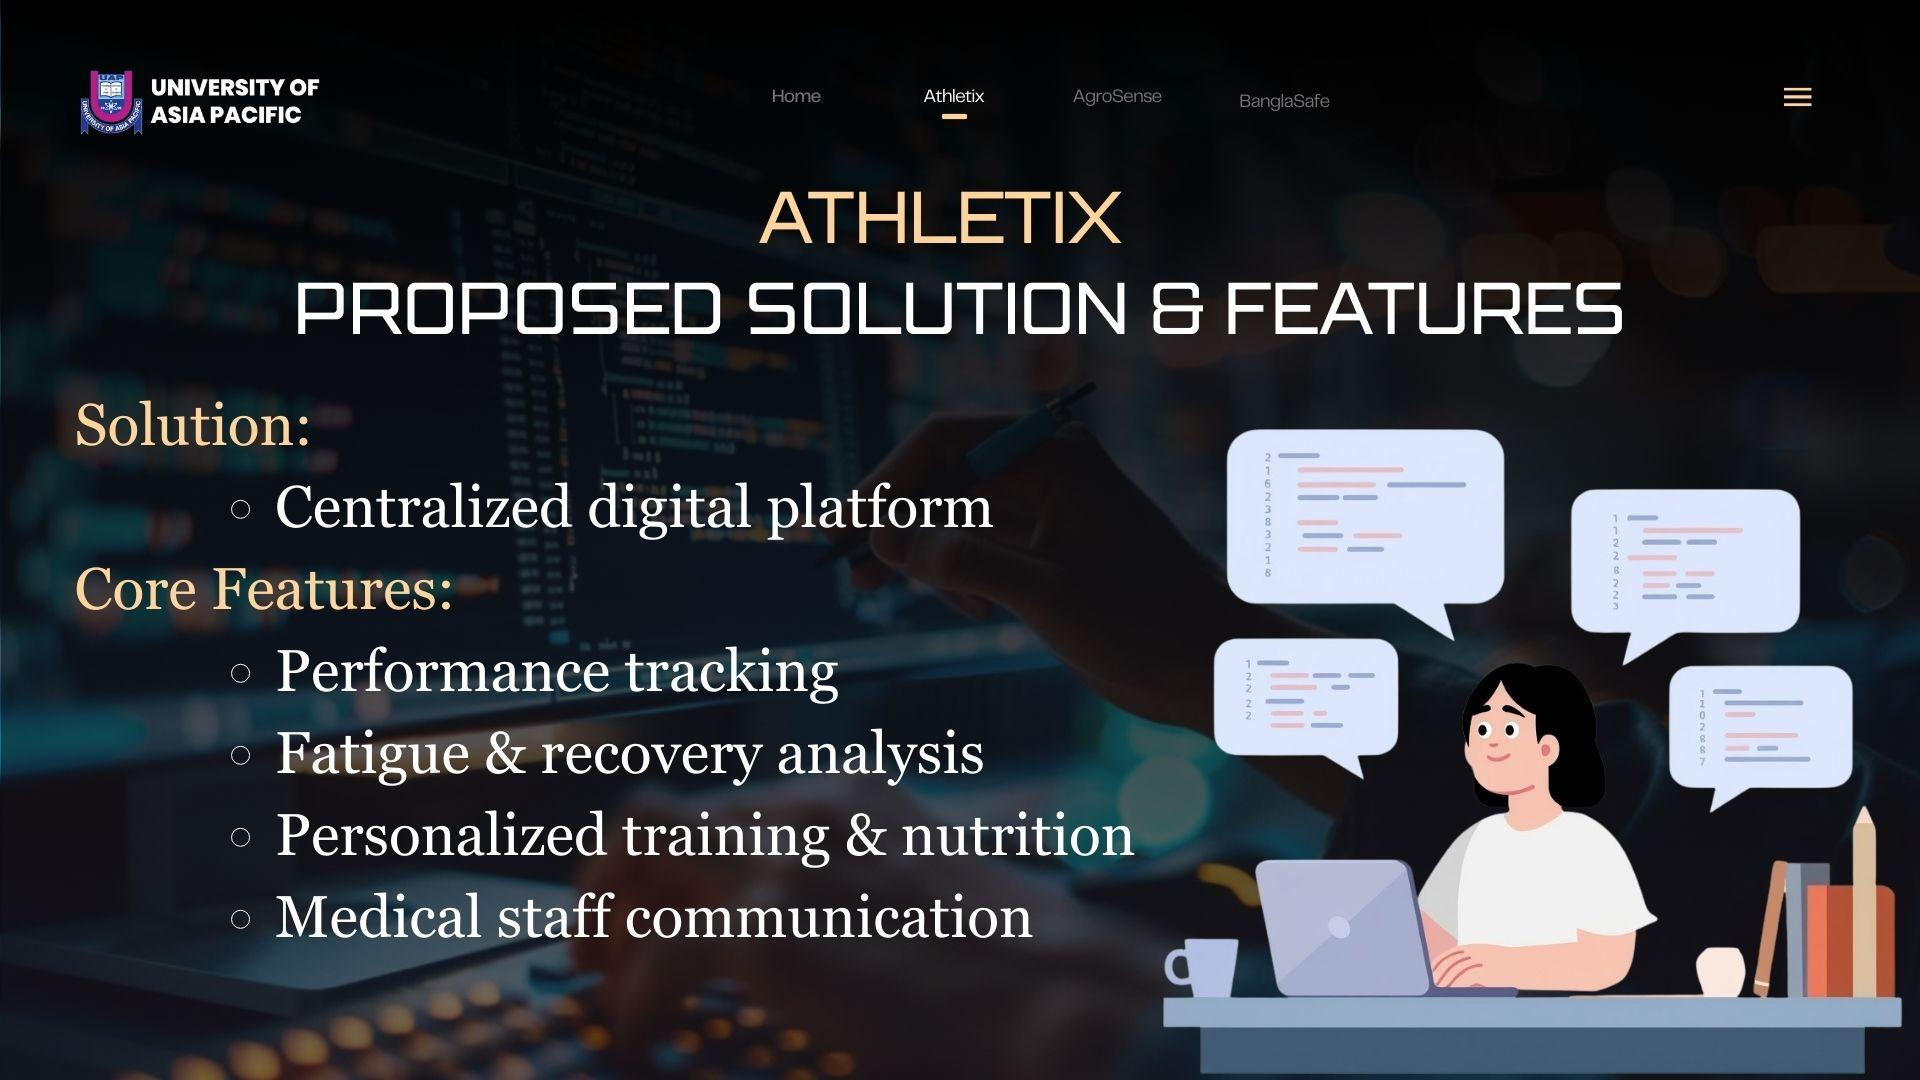 UNIVERSITY OF
ASIA PACIFIC
Home
Athletix
AgroSense
BanglaSafe
ATHLETIX
PROPOSED SOLUTION & FEATURES
Solution:
Centralized digital platform
Core Features:
Performance tracking
Fatigue & recovery analysis
Personalized training & nutrition
Medical staff communication